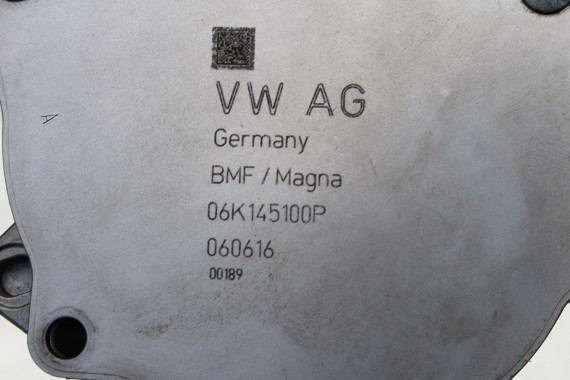 VW AG
A
Germany
BMF / Magna
06K145100P
060616
00189